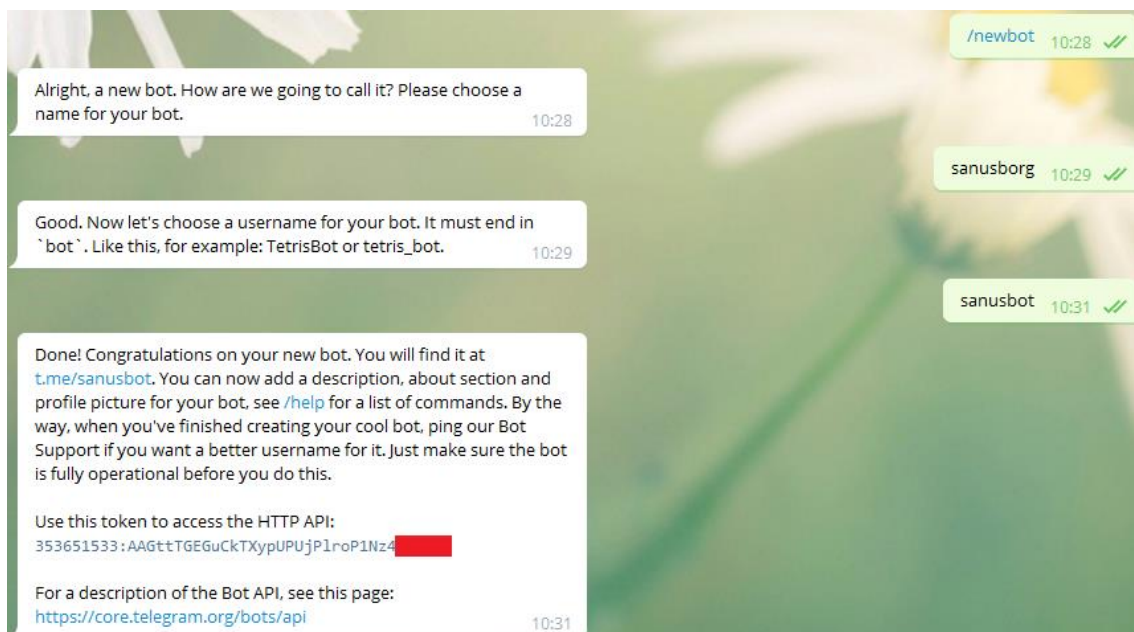 /newbot 10:28
Alright, a new bot. How are we going to call it? Please choose a
name for your bot.
10:28
sanusborg 10:29
Good. Now let's choose a username for your bot. It must end in
`bot`. Like this, for example: TetrisBot or tetris_bot.
10:29
sanusbot 10:31
Done! Congratulations on your new bot. You will find it at
t.me/sanusbot. You can now add a description, about section and
profile picture for your bot, see /help for a list of commands. By the
way, when you've finished creating your cool bot, ping our Bot
Support if you want a better username for it. Just make sure the bot
is fully operational before you do this.
Use this token to access the HTTP API:
353651533:AAGttTGEGuCkTXypUPUjPlroP1Nz4
For a description of the Bot API, see this page:
https://core.telegram.org/bots/api
10:31